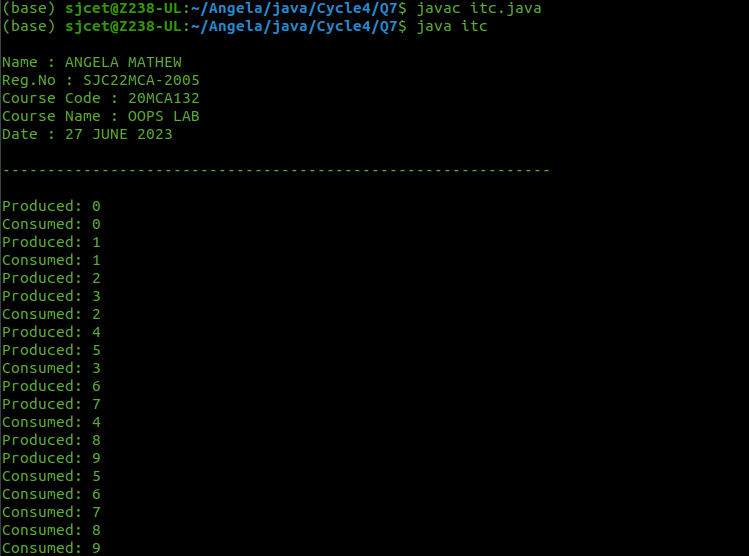 (base) sjcet@Z238-UL:~/Angela/java/Cycle4/Q7$ javac itc.java
(base) sjcet@Z238-UL:~/Angela/java/Cycle4/Q7$ java itc
Name : ANGELA MATHEW
Reg.No : SJC22MCA-2005
Course Code : 20MCA132
Course Name : OOPS LAB
Date : 27 JUNE 2023
-------------------------------------------------------------
Produced: 0
Consumed: 0
Produced: 1
Consumed: 1
Produced: 2
Produced: 3
Consumed: 2
Produced: 4
Produced: 5
Consumed: 3
Produced: 6
Produced: 7
Consumed: 4
Produced: 8
Produced: 9
Consumed: 5
Consumed: 6
Consumed: 7
Consumed: 8
Consumed: 9